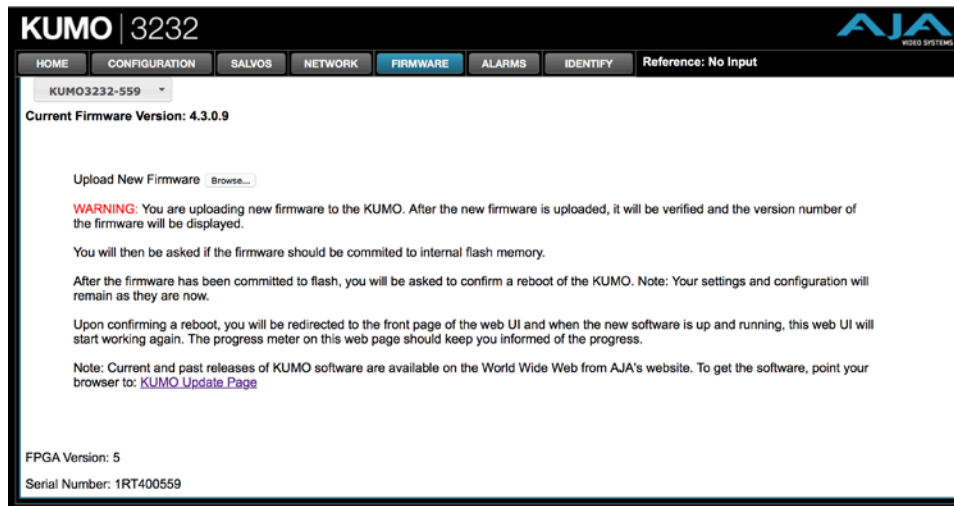 KUMO | 3232
AJA
VIDEO SYSTEMS
HOME CONFIGURATION SALVOS NETWORK FIRMWARE ALARMS IDENTIFY Reference: No Input
KUMO3232-559
Current Firmware Version: 4.3.0.9
Upload New Firmware Browse...
WARNING: You are uploading new firmware to the KUMO. After the new firmware is uploaded, it will be verified and the version number of
the firmware will be displayed.
You will then be asked if the firmware should be commited to internal flash memory.
After the firmware has been committed to flash, you will be asked to confirm a reboot of the KUMO. Note: Your settings and configuration will
remain as they are now.
Upon confirming a reboot, you will be redirected to the front page of the web UI and when the new software is up and running, this web UI will
start working again. The progress meter on this web page should keep you informed of the progress.
Note: Current and past releases of KUMO software are available on the World Wide Web from AJA's website. To get the software, point your
browser to: KUMO Update Page
FPGA Version: 5
Serial Number: 1RT400559